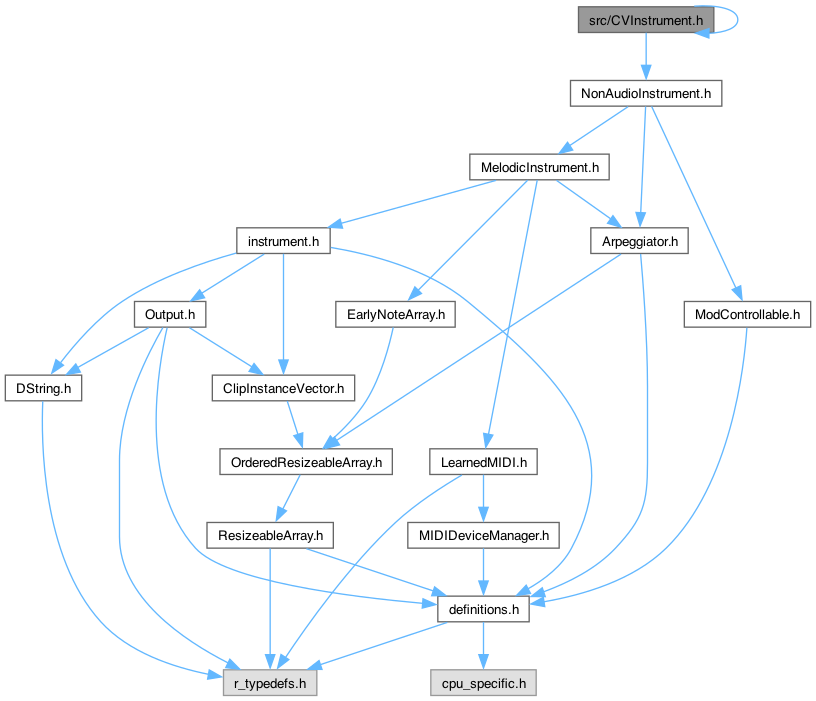 src/CVInstrument.h
NonAudioInstrument.h
MelodicInstrument.h
instrument.h
Arpeggiator.h
Output.h
EarlyNoteArray.h
ModControllable.h
DString.h
ClipInstanceVector.h
OrderedResizeableArray.h
LearnedMIDI.h
ResizeableArray.h
MIDIDeviceManager.h
definitions.h
r_typedefs.h
cpu_specific.h